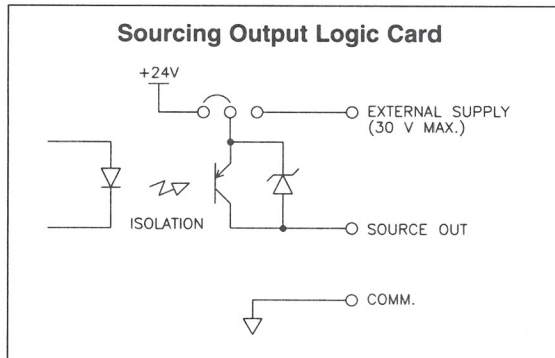 Sourcing Output Logic Card
+24V
EXTERNAL SUPPLY
(30 V MAX.)
ISOLATION
SOURCE OUT
COMM.